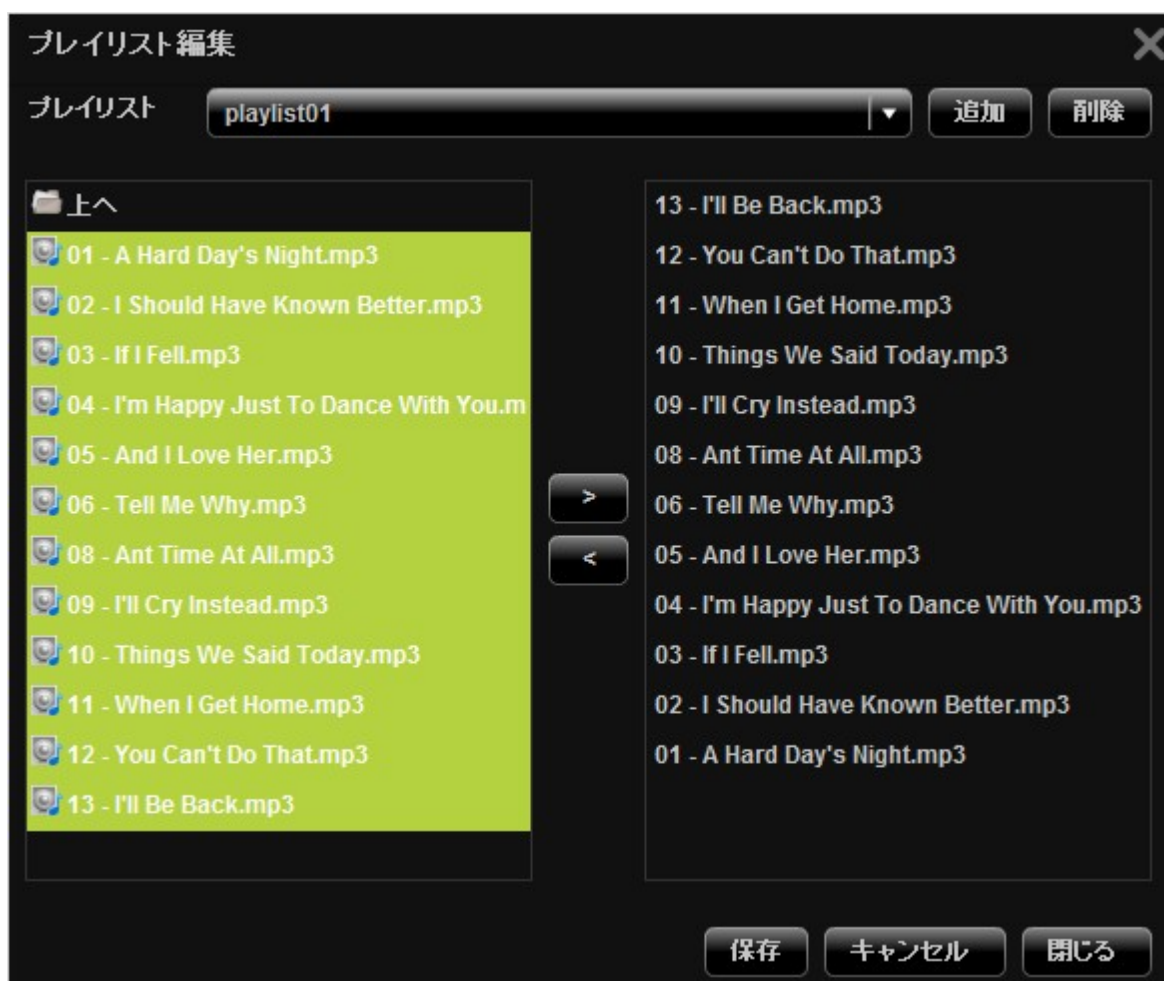 プレイリスト編集
プレイリスト
playlist01
追加
削除
上へ
01 - A Hard Day's Night.mp3
02 - I Should Have Known Better.mp3
03 - If I Fell.mp3
04 - I'm Happy Just To Dance With You.m
05 - And I Love Her.mp3
06 - Tell Me Why.mp3
08 - Ant Time At All.mp3
09 - I'll Cry Instead.mp3
10 - Things We Said Today.mp3
11 - When I Get Home.mp3
12 - You Can't Do That.mp3
13 - I'll Be Back.mp3
>
<
13 - I'll Be Back.mp3
12 - You Can't Do That.mp3
11 - When I Get Home.mp3
10 - Things We Said Today.mp3
09 - I'll Cry Instead.mp3
08 - Ant Time At All.mp3
06 - Tell Me Why.mp3
05 - And I Love Her.mp3
04 - I'm Happy Just To Dance With You.mp3
03 - If I Fell.mp3
02 - I Should Have Known Better.mp3
01 - A Hard Day's Night.mp3
保存
キャンセル
閉じる